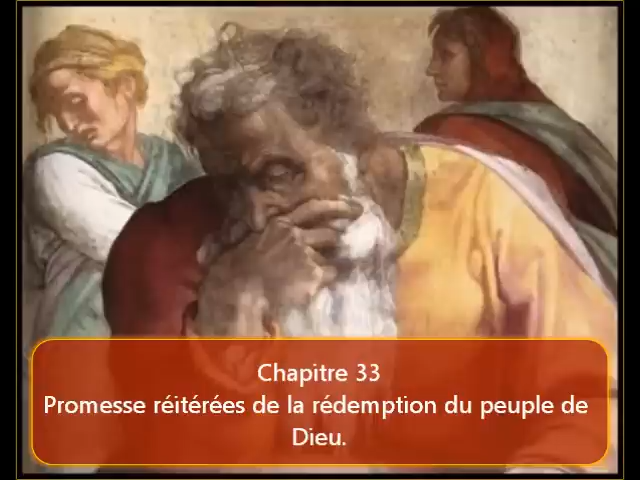 Chapitre 33
Promesse réitérées de la rédemption du peuple de
Dieu.